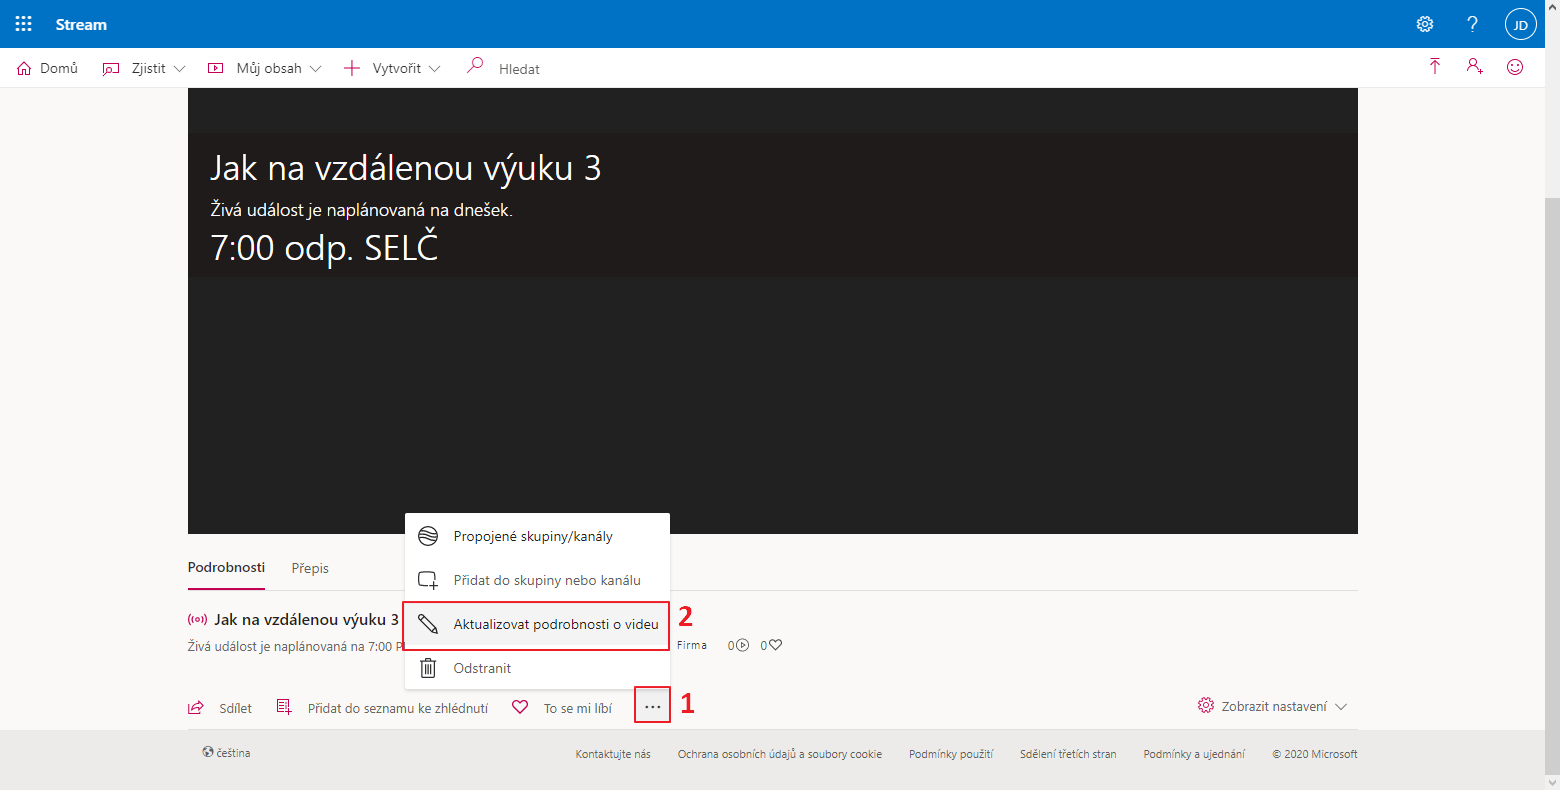 Stream
JD
Domů
Zjistit
Můj obsah
Vytvořit
Hledat
Jak na vzdálenou výuku 3
Živá událost je naplánovaná na dnešek.
7:00 odp. SELČ
Propojené skupiny/kanály
Přidat do skupiny nebo kanálu
Aktualizovat podrobnosti o videu
2
Odstranit
Podrobnosti
Přepis
Jak na vzdálenou výuku 3
Živá událost je naplánovaná na 7:00 P
Firma
0
0
Sdílet
Přidat do seznamu ke zhlédnutí
To se mi líbí
...
1
Zobrazit nastavení
čeština
Kontaktujte nás
Ochrana osobních údajů a soubory cookie
Podmínky použití
Sdělení třetích stran
Podmínky a ujednání
© 2020 Microsoft